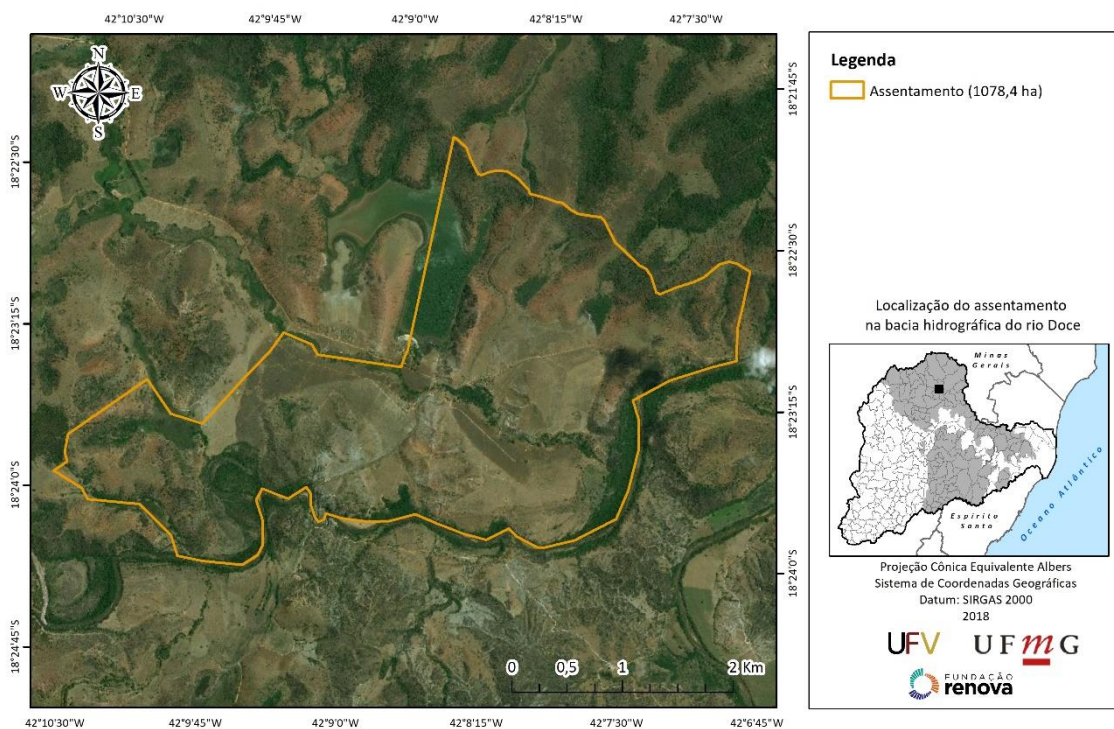 42°10'30"W 42°9'45"W 42°9'0"W 42°8'15"W 42°7'30"W
N
W E
S
18°22'30"S
18°23'15"S
18°24'0"S
18°24'45"S
18°21'45"S
18°22'30"S
18°23'15"S
18°24'0"S
0 0,5 1 2 Km
42°10'30"W 42°9'45"W 42°9'0"W 42°8'15"W 42°7'30"W 42°6'45"W
Legenda
Assentamento (1078,4 ha)
Localização do assentamento
na bacia hidrográfica do rio Doce
Minas
Gerais
Espírito
Santo
Oceano Atlântico
Projeção Cônica Equivalente Albers
Sistema de Coordenadas Geográficas
Datum: SIRGAS 2000
2018
UFV UFmG
FUNDAÇÃO
renova